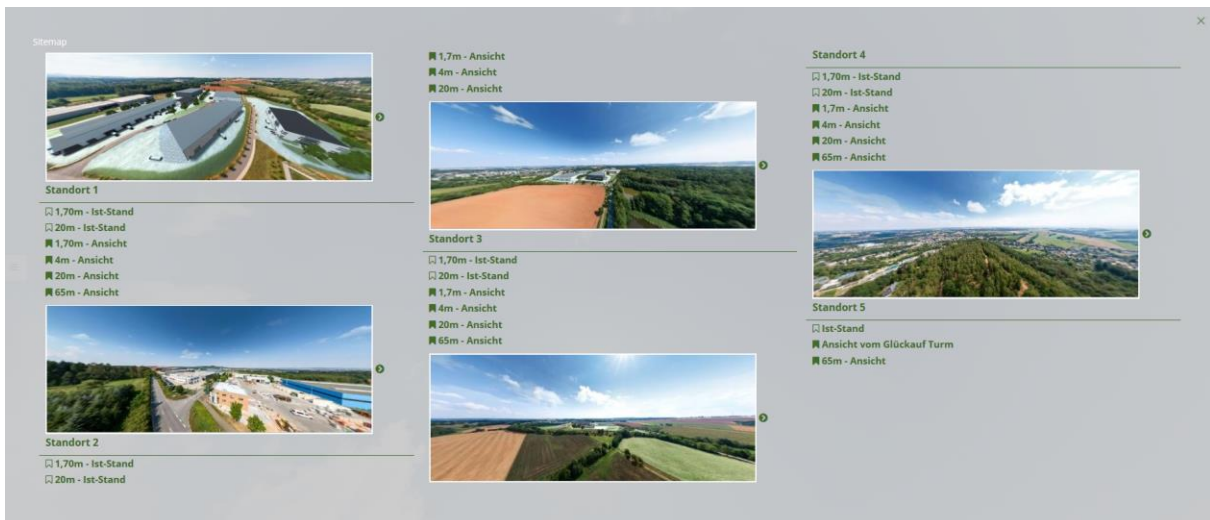 Sitemap
Standort 1
1,70m - Ist-Stand
20m - Ist-Stand
1,70m - Ansicht
4m - Ansicht
20m - Ansicht
65m - Ansicht
Standort 2
1,70m - Ist-Stand
20m - Ist-Stand
1,7m - Ansicht
4m - Ansicht
20m - Ansicht
Standort 3
1,70m - Ist-Stand
20m - Ist-Stand
1,7m - Ansicht
4m - Ansicht
20m - Ansicht
65m - Ansicht
Standort 4
1,70m - Ist-Stand
20m - Ist-Stand
1,7m - Ansicht
4m - Ansicht
20m - Ansicht
65m - Ansicht
Standort 5
Ist-Stand
Ansicht vom Glückauf Turm
65m - Ansicht